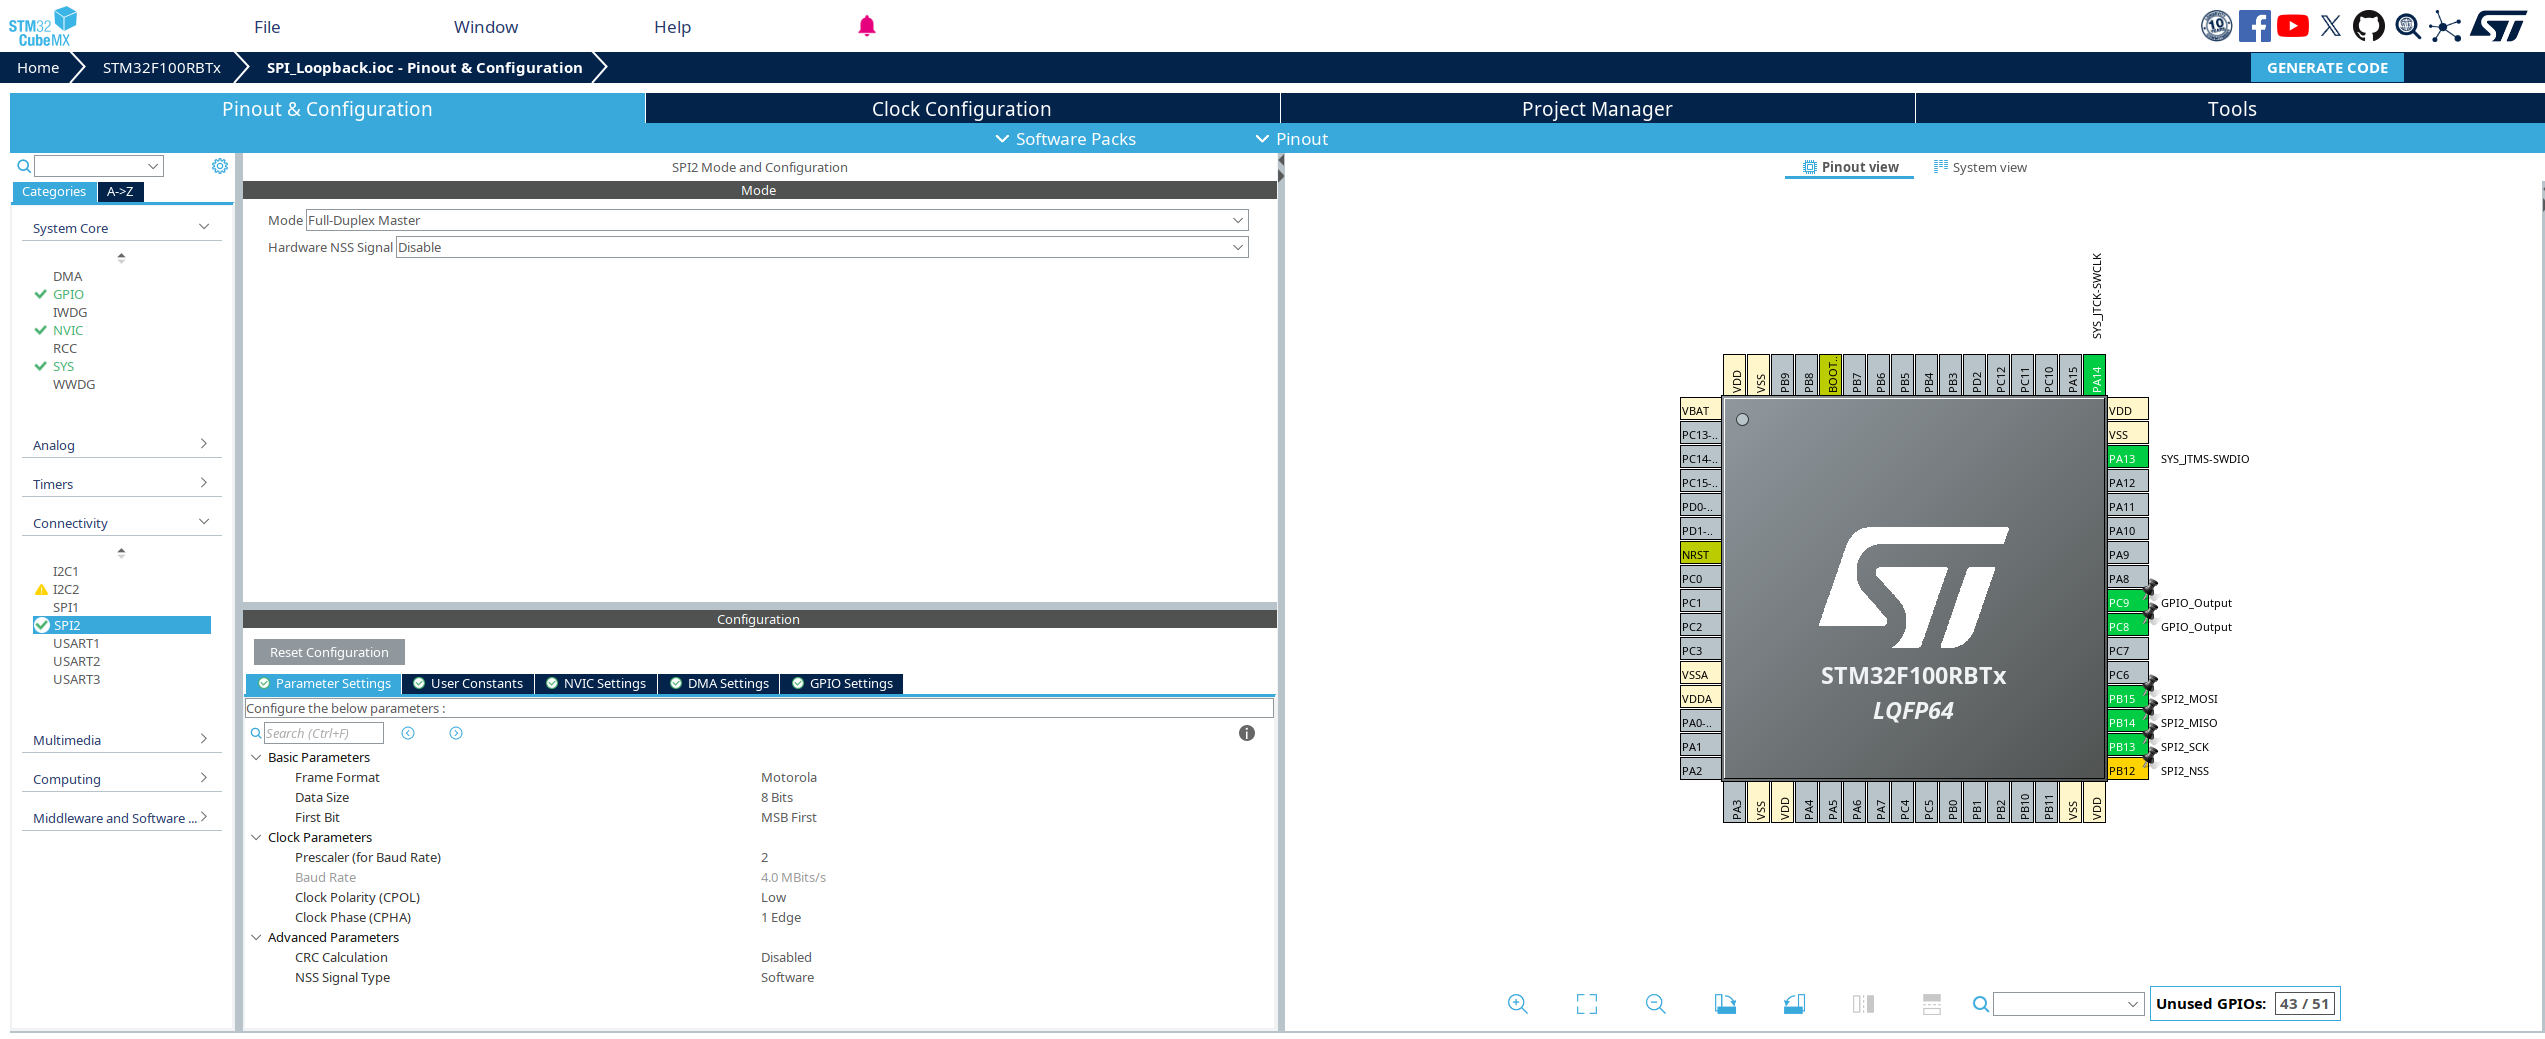 STM32
CubeMX
File
Window
Help
10
Home
STM32F100RBTx
SPI_Loopback.ioc - Pinout & Configuration
GENERATE CODE
Pinout & Configuration
Clock Configuration
Project Manager
Tools
Software Packs
Pinout
Categories
A->Z
System Core
DMA
GPIO
IWDG
NVIC
RCC
SYS
WWDG
Analog
Timers
Connectivity
I2C1
I2C2
SPI1
SPI2
USART1
USART2
USART3
Multimedia
Computing
Middleware and Software ...
SPI2 Mode and Configuration
Mode
Mode Full-Duplex Master
Hardware NSS Signal Disable
Configuration
Reset Configuration
Parameter Settings
User Constants
NVIC Settings
DMA Settings
GPIO Settings
Configure the below parameters :
Search (Ctrl+F)
Basic Parameters
Frame Format Motorola
Data Size 8 Bits
First Bit MSB First
Clock Parameters
Prescaler (for Baud Rate) 2
Baud Rate 4.0 MBits/s
Clock Polarity (CPOL) Low
Clock Phase (CPHA) 1 Edge
Advanced Parameters
CRC Calculation Disabled
NSS Signal Type Software
Pinout view
System view
SYS_JTCK-SWCLK
VDD
VSS
PB9
PB8
BOOT..
PB7
PB6
PB5
PB4
PB3
PD2
PC12
PC11
PC10
PA15
PA14
VBAT
PC13-..
PC14-..
PC15-..
PD0-..
PD1-..
NRST
PC0
PC1
PC2
PC3
VSSA
VDDA
PA0-..
PA1
PA2
ST
STM32F100RBTx
LQFP64
VDD
VSS
PA13 SYS_JTMS-SWDIO
PA12
PA11
PA10
PA9
PA8
PC9 GPIO_Output
PC8 GPIO_Output
PC7
PC6
PB15 SPI2_MOSI
PB14 SPI2_MISO
PB13 SPI2_SCK
PB12 SPI2_NSS
PA3
VSS
VDD
PA4
PA5
PA6
PA7
PC4
PC5
PB0
PB1
PB2
PB10
PB11
VSS
VDD
Unused GPIOs: 43 / 51